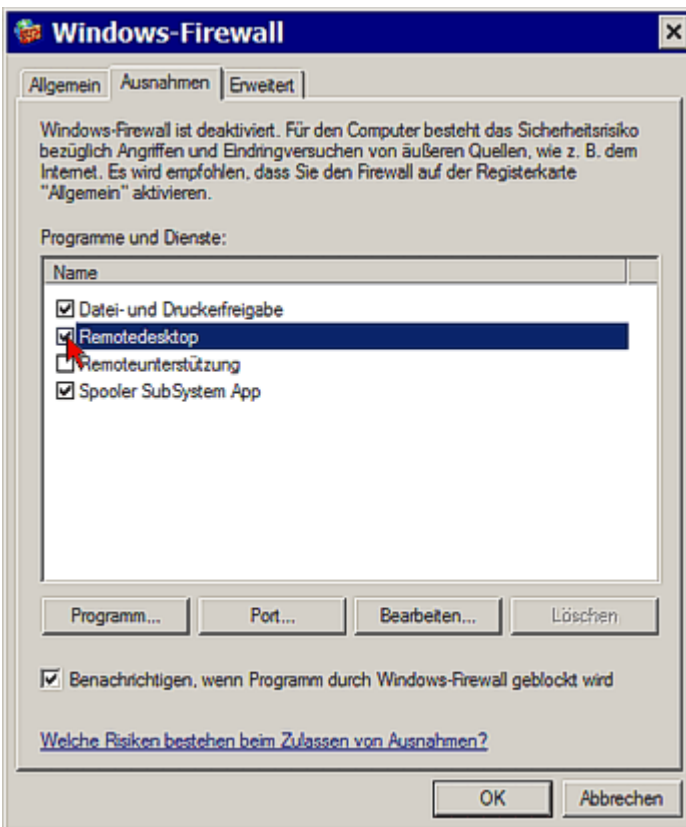 Windows-Firewall
Allgemein Ausnahmen Erweitert
Windows-Firewall ist deaktiviert. Für den Computer besteht das Sicherheitsrisiko
bezüglich Angriffen und Eindringversuchen von äußeren Quellen, wie z. B. dem
Internet. Es wird empfohlen, dass Sie den Firewall auf der Registerkarte
"Allgemein" aktivieren.
Programme und Dienste:
Name
Datei- und Druckerfreigabe
Remotedesktop
Remoteunterstützung
Spooler SubSystem App
Programm... Port... Bearbeiten... Löschen
Benachrichtigen, wenn Programm durch Windows-Firewall geblockt wird
Welche Risiken bestehen beim Zulassen von Ausnahmen?
OK Abbrechen